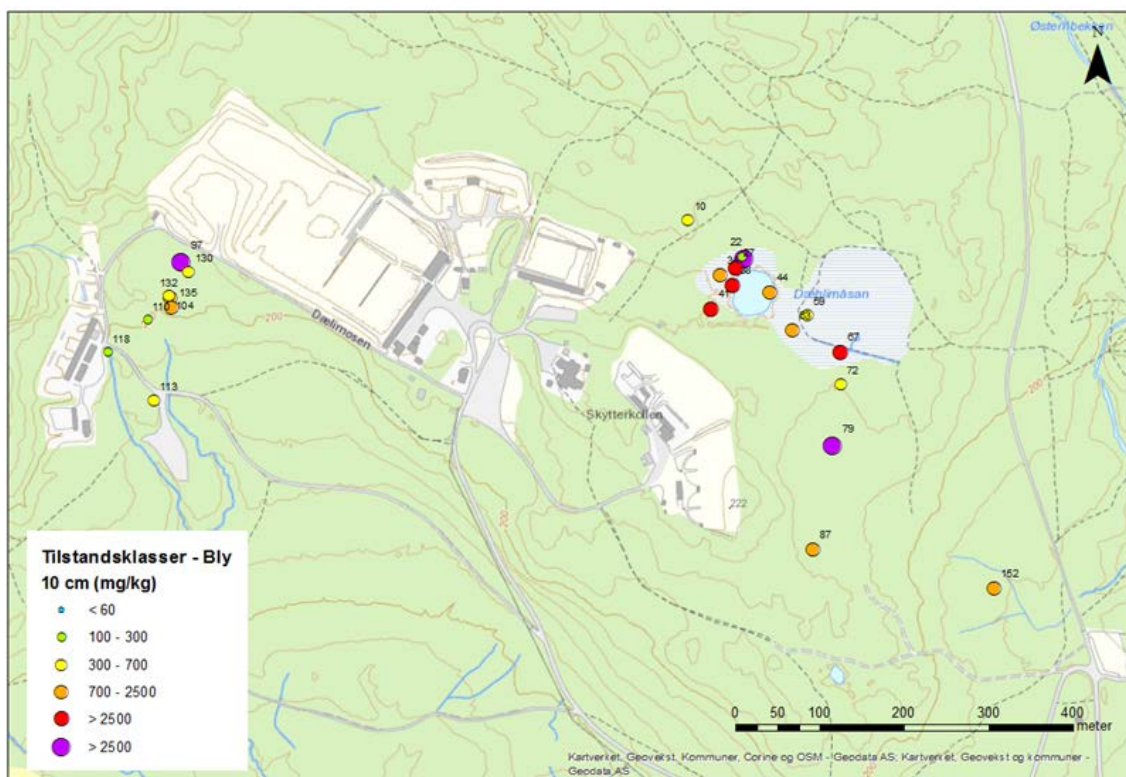 Østernbekken
N
10
22
44
41
Dæhlimåsan
59
67
72
79
87
152
97
130
132
135
110
104
118
113
200
Dælimosen
Skytterkollen
200
222
200
Tilstandsklasser - Bly
10 cm (mg/kg)
< 60
100 - 300
300 - 700
700 - 2500
> 2500
> 2500
0 50 100 200 300 400
meter
Kartverket, Geovekst, Kommuner, Corine og OSM - Geodata AS; Kartverket, Geovekst og kommuner -
Geodata AS